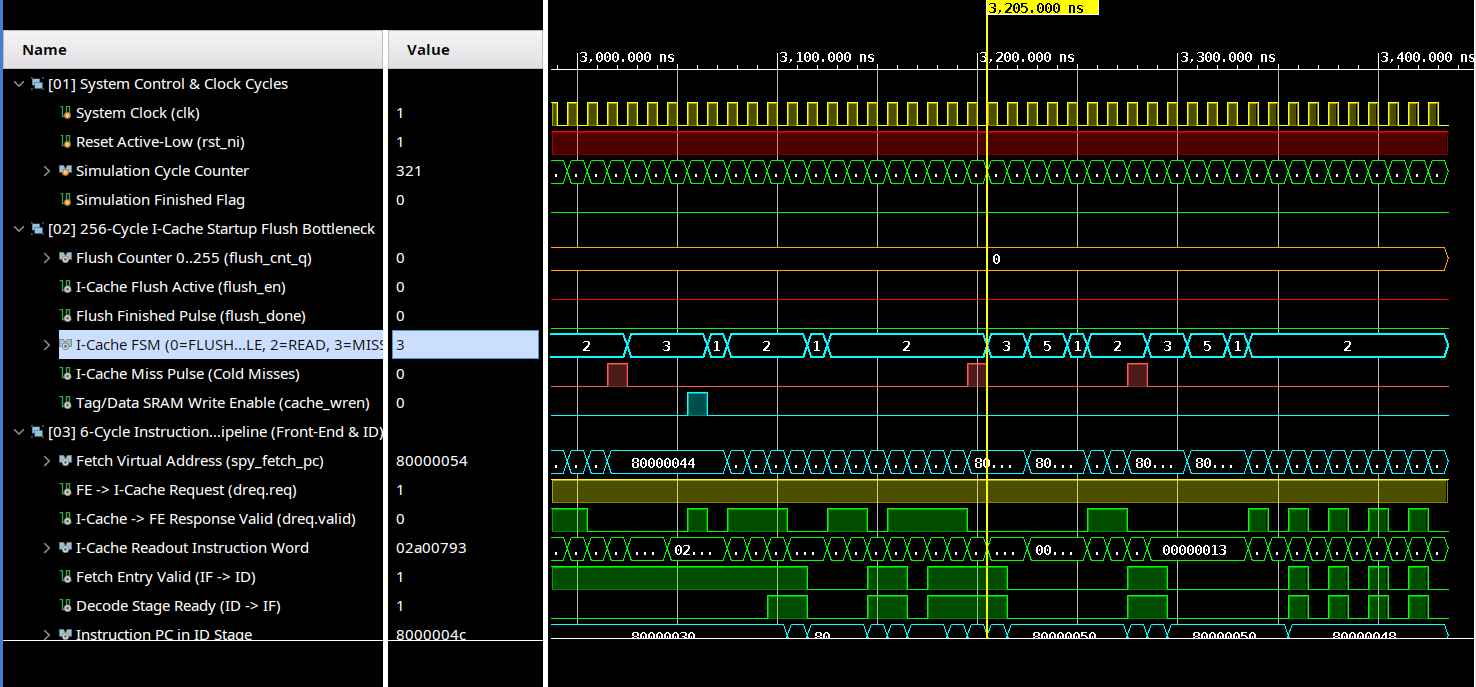 3,205.000 ns
Name Value
3,000.000 ns 3,100.000 ns 3,200.000 ns 3,300.000 ns 3,400.000 ns
[01] System Control & Clock Cycles
System Clock (clk) 1
Reset Active-Low (rst_ni) 1
Simulation Cycle Counter 321
Simulation Finished Flag 0
[02] 256-Cycle I-Cache Startup Flush Bottleneck
Flush Counter 0..255 (flush_cnt_q) 0 0
I-Cache Flush Active (flush_en) 0
Flush Finished Pulse (flush_done) 0
I-Cache FSM (0=FLUSH...LE, 2=READ, 3=MISS 3 2 3 1 2 1 2 3 5 1 2 3 5 1 2
I-Cache Miss Pulse (Cold Misses) 0
Tag/Data SRAM Write Enable (cache_wren) 0
[03] 6-Cycle Instruction...ipeline (Front-End & ID)
Fetch Virtual Address (spy_fetch_pc) 80000054 80000044 80... 80... 80... 80...
FE -> I-Cache Request (dreq.req) 1
I-Cache -> FE Response Valid (dreq.valid) 0
I-Cache Readout Instruction Word 02a00793 ... 02... ... ... 00... 00000013
Fetch Entry Valid (IF -> ID) 1
Decode Stage Ready (ID -> IF) 1
Instruction PC in ID Stage 8000004c 80000030 80 80000050 80000050 80000048